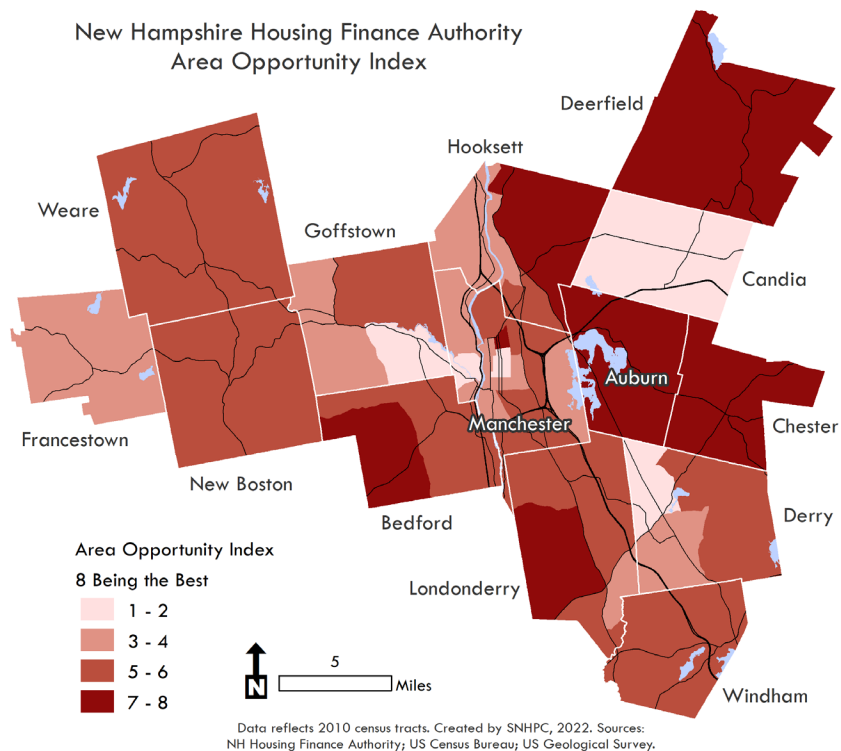 New Hampshire Housing Finance Authority
Area Opportunity Index
Deerfield
Hooksett
Weare
Goffstown
Candia
Auburn
Manchester
Chester
Francestown
New Boston
Bedford
Derry
Londonderry
Windham
Area Opportunity Index
8 Being the Best
1 - 2
3 - 4
5 - 6
7 - 8
N
5
Miles
Data reflects 2010 census tracts. Created by SNHPC, 2022. Sources:
NH Housing Finance Authority; US Census Bureau; US Geological Survey.